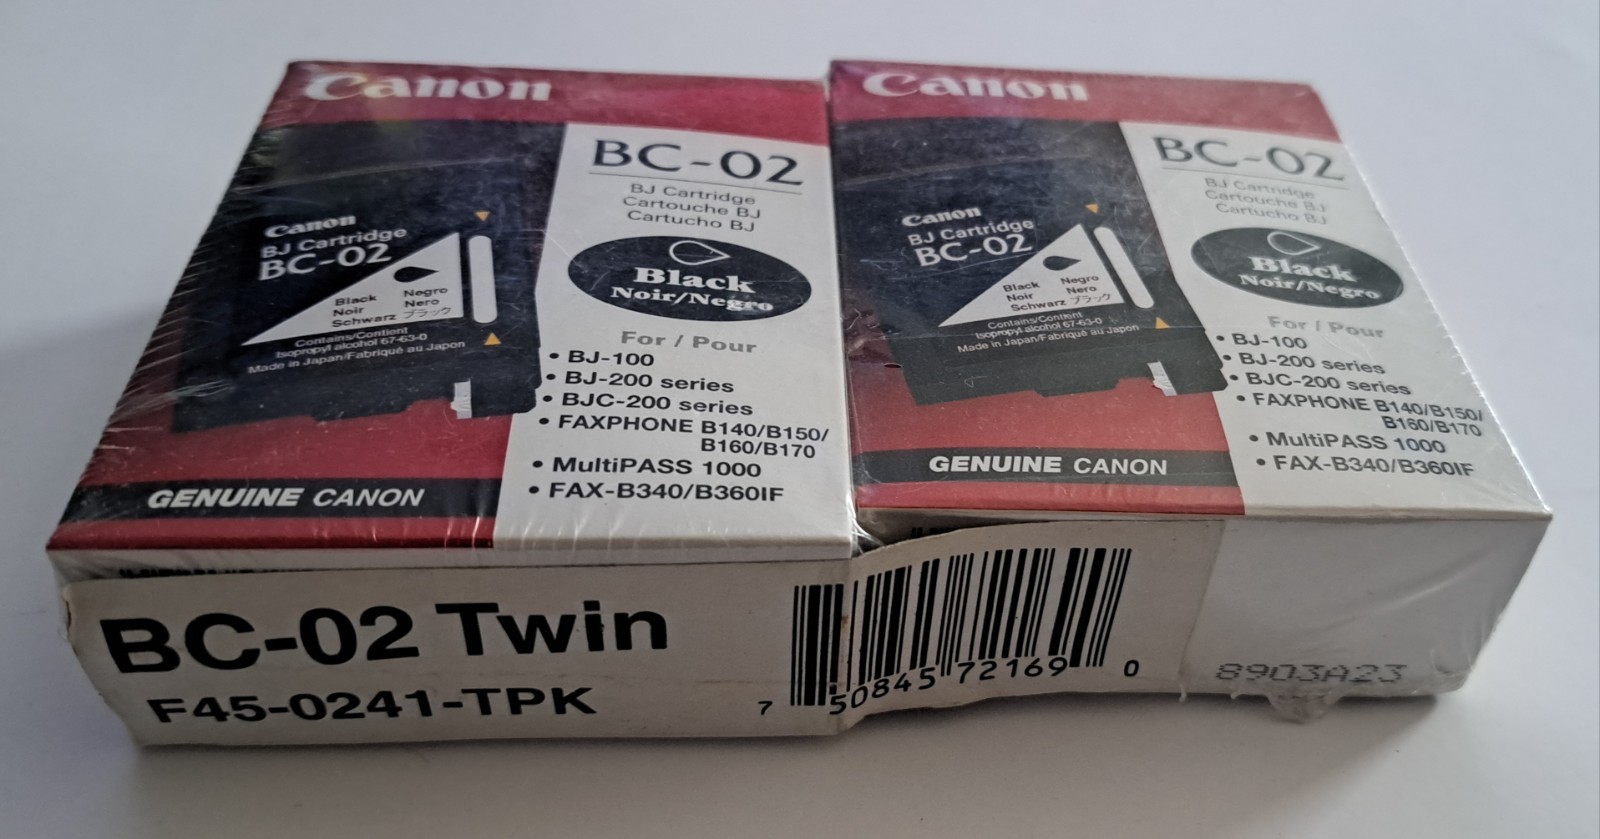 Canon
BC-02
BJ Cartridge
Cartouche BJ
Cartucho BJ
Black
Noir/Negro
For / Pour
• BJ-100
• BJ-200 series
• BJC-200 series
• FAXPHONE B140/B150/
B160/B170
• MultiPASS 1000
• FAX-B340/B360IF
Canon
BJ Cartridge
BC-02
Black Negro
Noir Nero
Schwarz ブラック
Contains/Contient
Isopropyl alcohol 67-63-0
Made in Japan/Fabriqué au Japon
GENUINE CANON
Canon
BC-02
BJ Cartridge
Cartouche BJ
Cartucho BJ
Black
Noir/Negro
For / Pour
• BJ-100
• BJ-200 series
• BJC-200 series
• FAXPHONE B140/B150/
B160/B170
• MultiPASS 1000
• FAX-B340/B360IF
Canon
BJ Cartridge
BC-02
Black Negro
Noir Nero
Schwarz ブラック
Contains/Contient
Isopropyl alcohol 67-63-0
Made in Japan/Fabriqué au Japon
GENUINE CANON
BC-02 Twin
F45-0241-TPK
7 50845 72169 0
8903A23